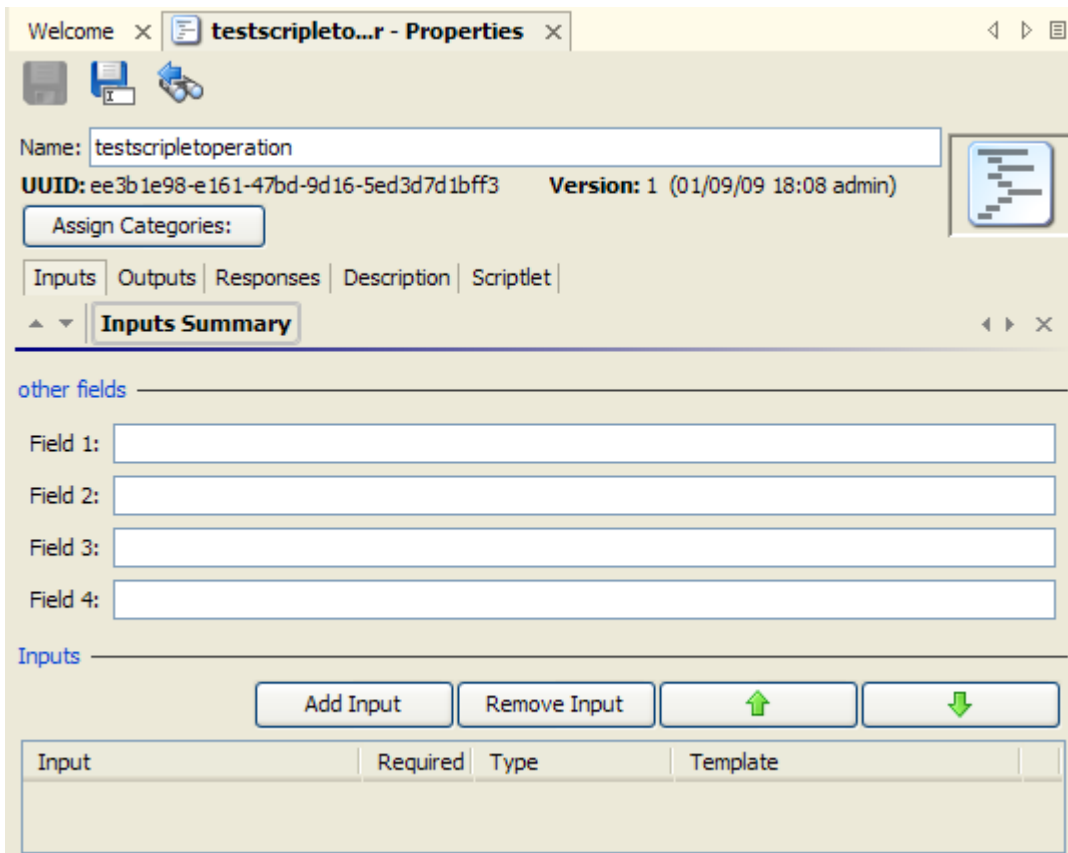 Welcome testscripleto...r - Properties
Name: testscripletoperation
UUID: ee3b1e98-e161-47bd-9d16-5ed3d7d1bff3 Version: 1 (01/09/09 18:08 admin)
Assign Categories:
Inputs Outputs Responses Description Scriptlet
Inputs Summary
other fields
Field 1:
Field 2:
Field 3:
Field 4:
Inputs
Add Input Remove Input
Input Required Type Template